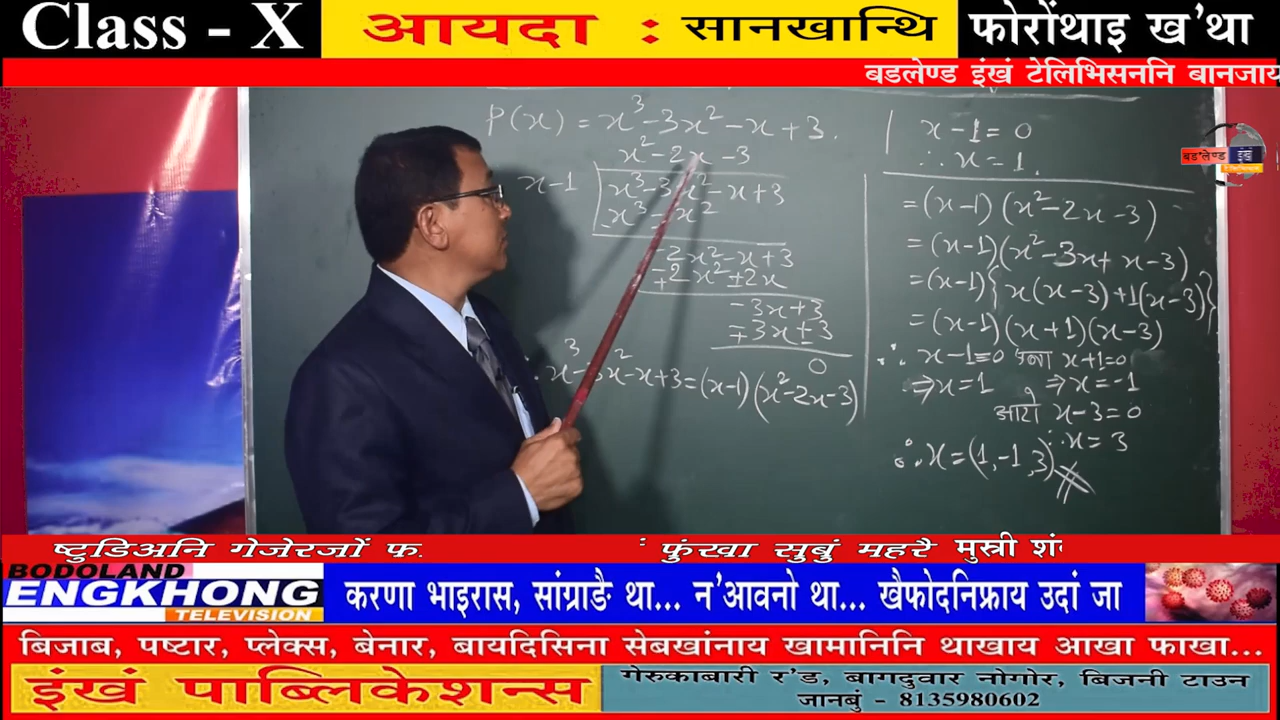 Class - X
आयदा : सानखान्थि
फोरोंथाइ ख'था
बडलेण्ड इंखं टेलिभिसननि बानजाय
P(x) = x³-3x²-x+3.
x²-2x-3
x-1
x³-3x²-x+3
-x³-x²
-2x²-x+3
∓2x²±2x
-3x+3
∓3x±3
0
∴ x³-3x²-x+3=(x-1)(x²-2x-3)
x-1=0
∴ x=1.
बड'लेण्ड इंखं
=(x-1)(x²-2x-3)
=(x-1)(x²-3x+x-3)
=(x-1){x(x-3)+1(x-3)}
=(x-1)(x+1)(x-3)
∴ x-1=0 एबा x+1=0
⇒x=1 ⇒x=-1
आरो x-3=0
∴x=3
∴ x=(1,-1,3)
ष्टुडिअनि गेजेरजों फ. फुंखा सुबुं महरै मुस्री शं
BODOLAND
ENGKHONG
TELEVISION
करणा भाइरास, सांग्राङै था... न'आवनो था... खैफोदनिफ्राय उदां जा
बिजाब, पष्टार, प्लेक्स, बेनार, बायदिसिना सेबखांनाय खामानिनि थाखाय आखा फाखा...
इंखं पाब्लिकेशन्स
गेरुकाबारी र'ड, बागदुवार नोगोर, बिजनी टाउन
जानबुं - 8135980602